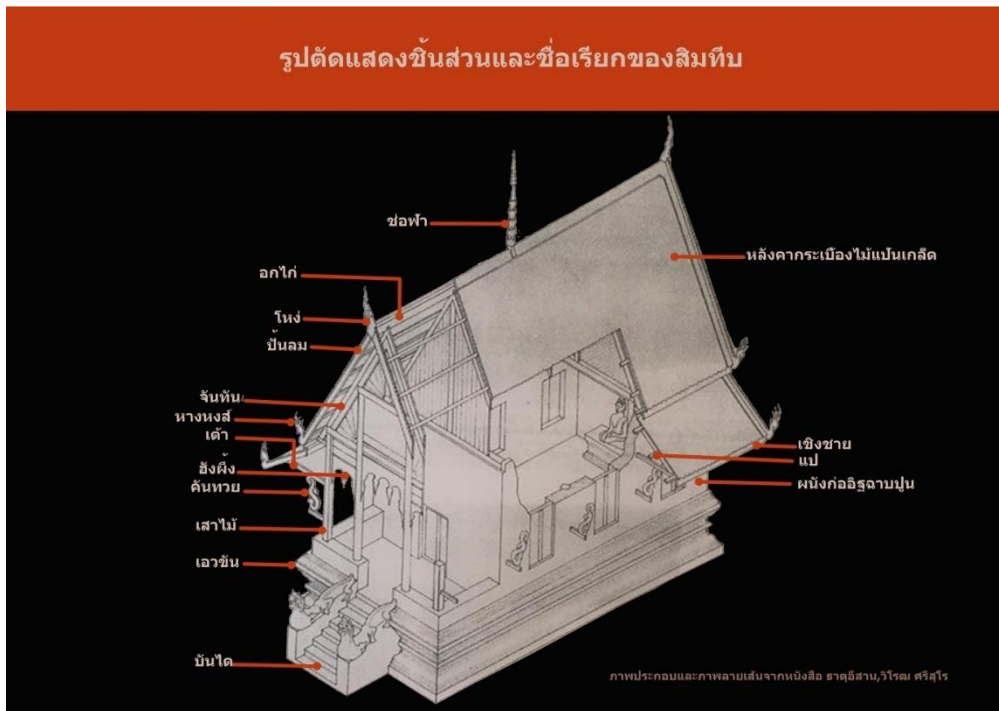 รูปตัดแสดงชิ้นส่วนและชื่อเรียกของสิมทึบ
ช่อฟ้า
หลังคากระเบื้องไม้แป้นเกล็ด
อกไก่
โหง่
ปั้นลม
จันทัน
หางหงส์
เต้า
เชิงชาย
แป
ฮังผึ้ง
คันทวย
ผนังก่ออิฐฉาบปูน
เสาไม้
เอวขัน
บันได
ภาพประกอบและภาพลายเส้นจากหนังสือ ธาตุอีสาน,วิโรฒ ศรีสุโร